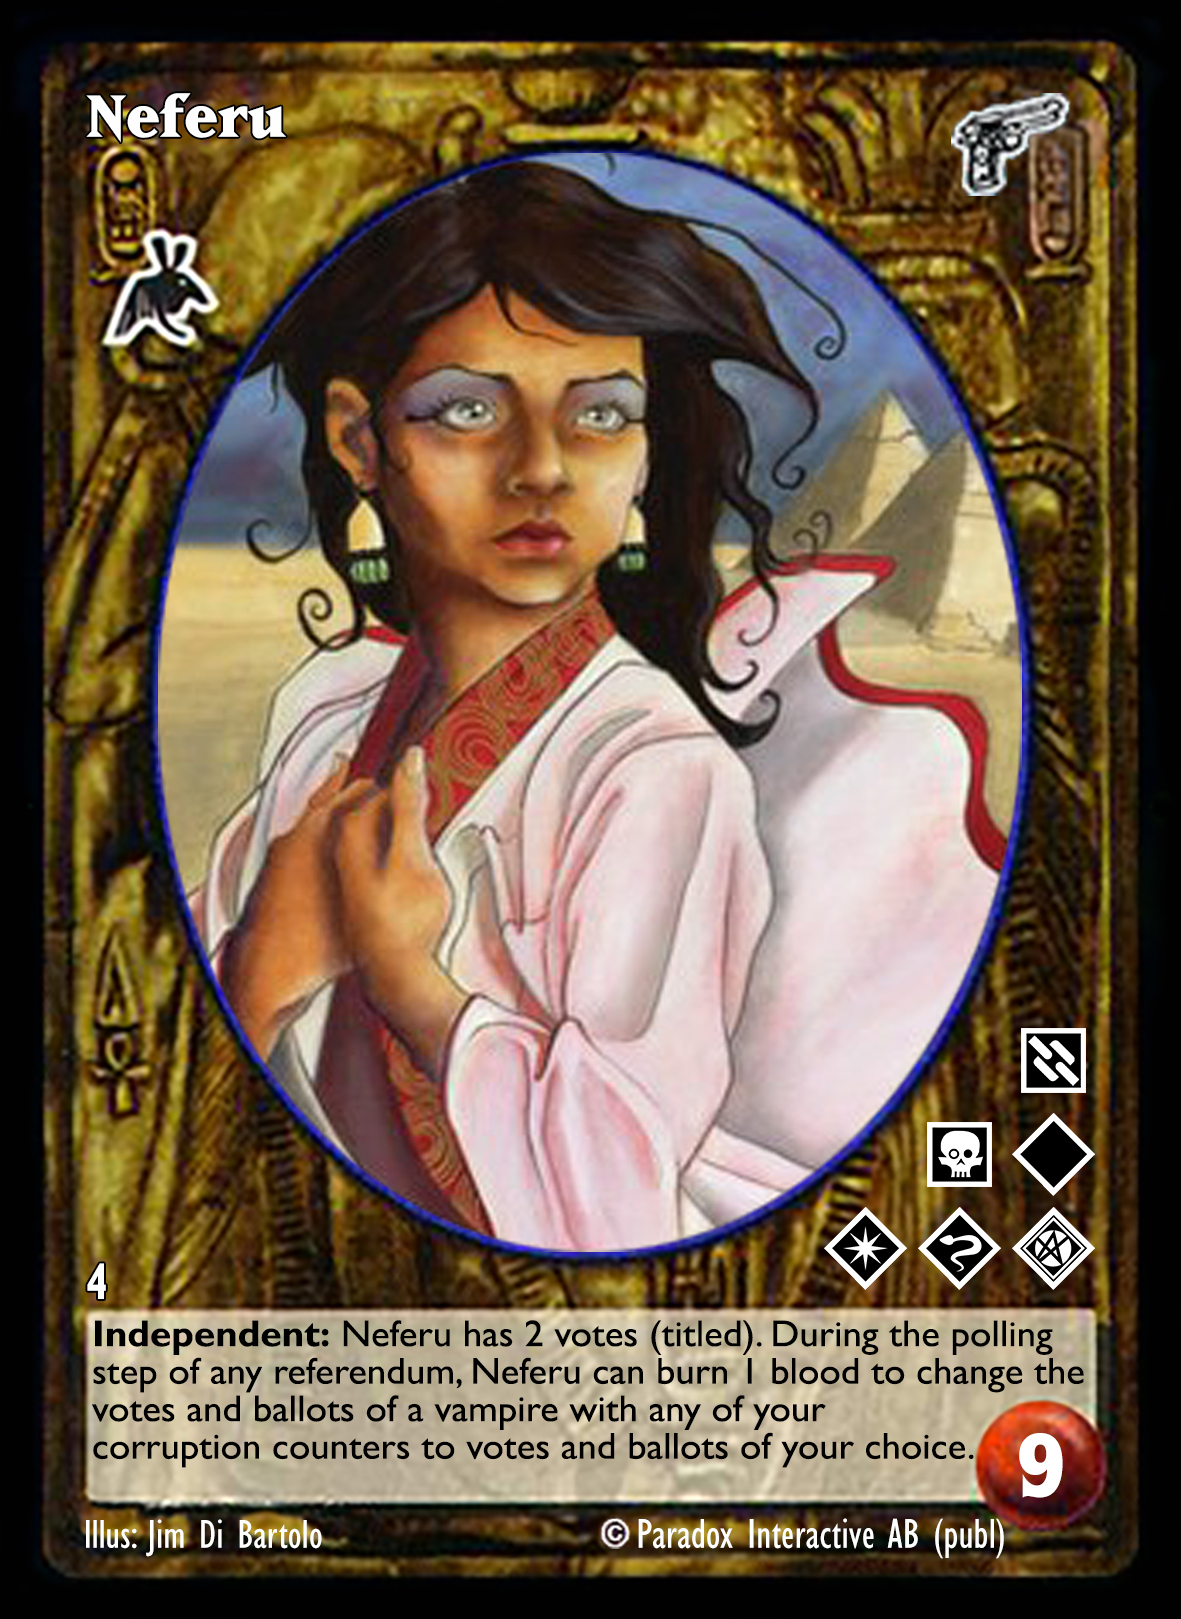 Neferu
4
Independent: Neferu has 2 votes (titled). During the polling
step of any referendum, Neferu can burn 1 blood to change the
votes and ballots of a vampire with any of your
corruption counters to votes and ballots of your choice.
9
Illus: Jim Di Bartolo
© Paradox Interactive AB (publ)